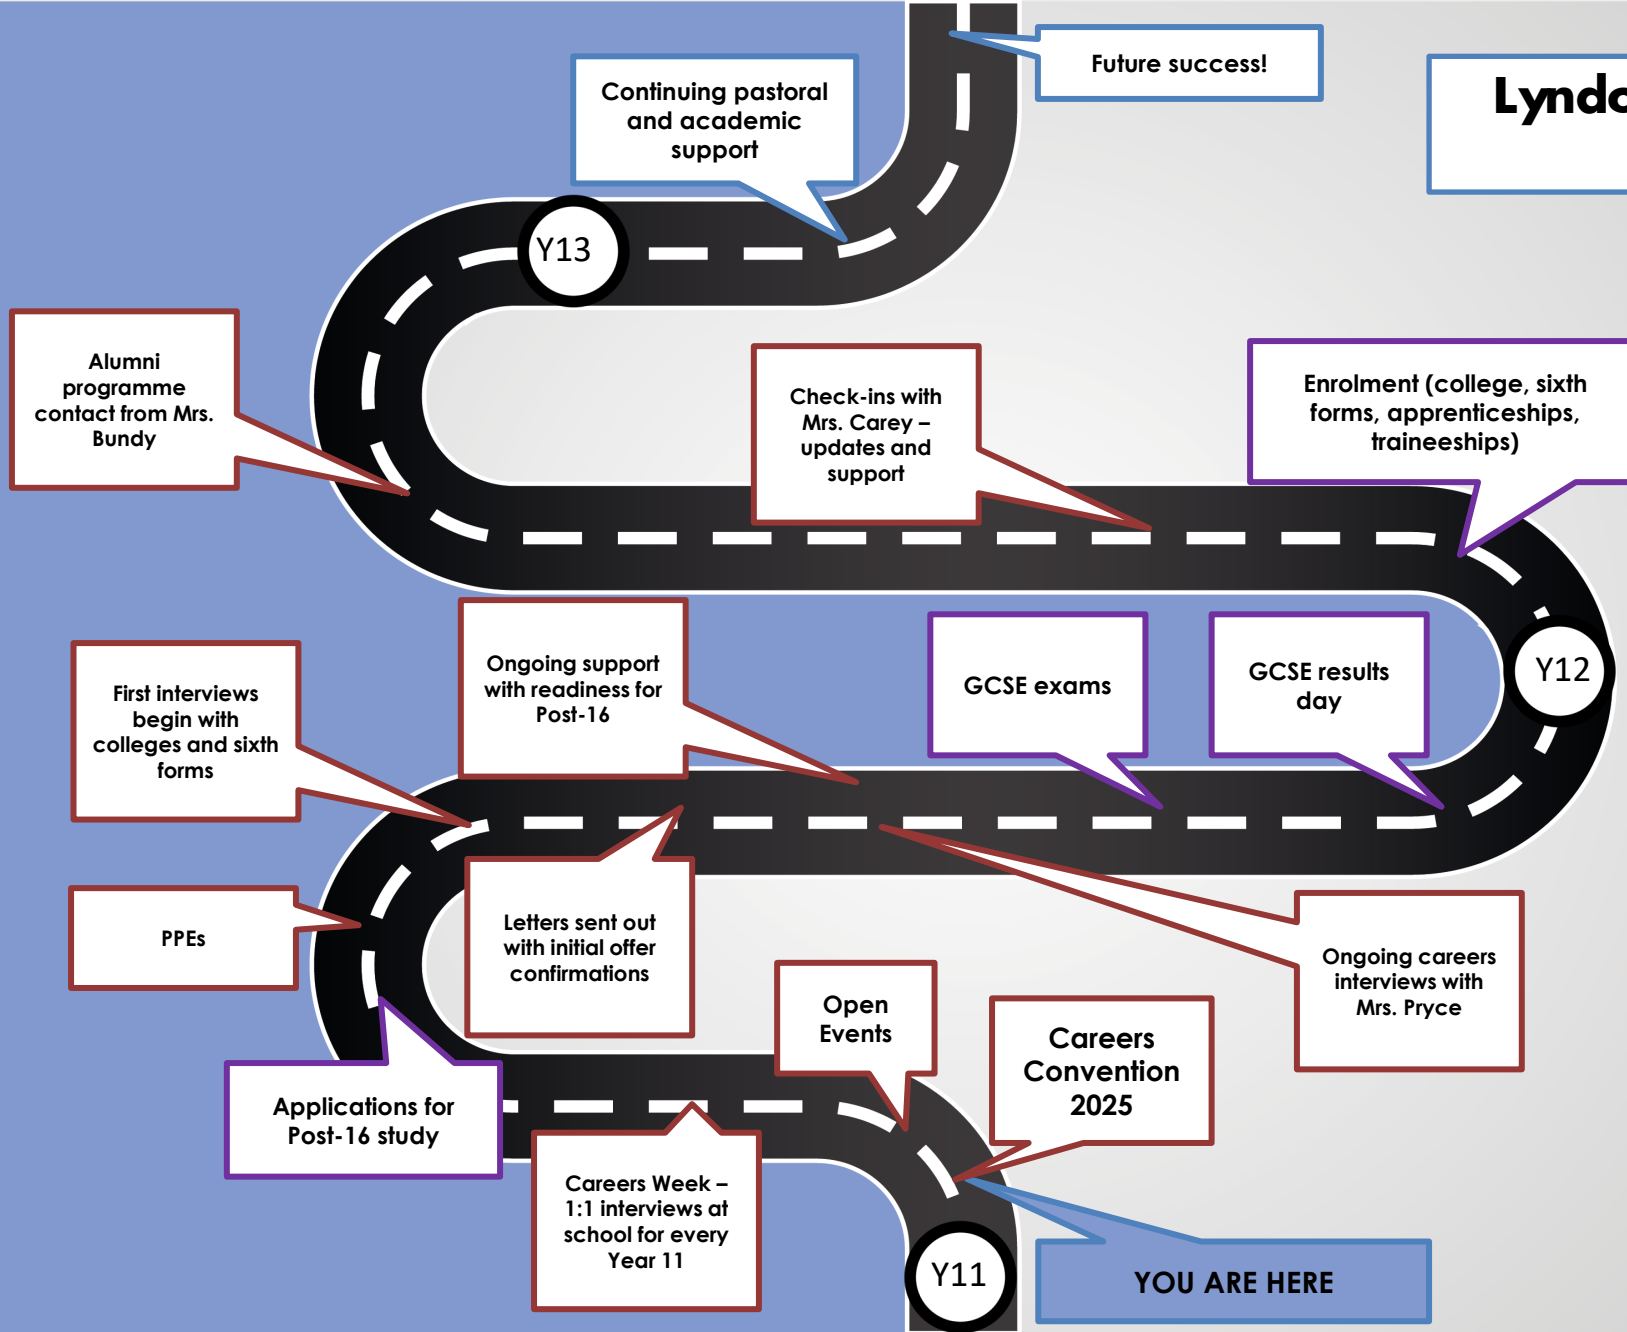 Future success!
Lyndo
Continuing pastoral
and academic
support
Y13
Alumni
programme
contact from Mrs.
Bundy
Check-ins with
Mrs. Carey –
updates and
support
Enrolment (college, sixth
forms, apprenticeships,
traineeships)
Y12
First interviews
begin with
colleges and sixth
forms
Ongoing support
with readiness for
Post-16
GCSE exams
GCSE results
day
PPEs
Letters sent out
with initial offer
confirmations
Ongoing careers
interviews with
Mrs. Pryce
Open
Events
Careers
Convention
2025
Applications for
Post-16 study
Careers Week –
1:1 interviews at
school for every
Year 11
Y11
YOU ARE HERE